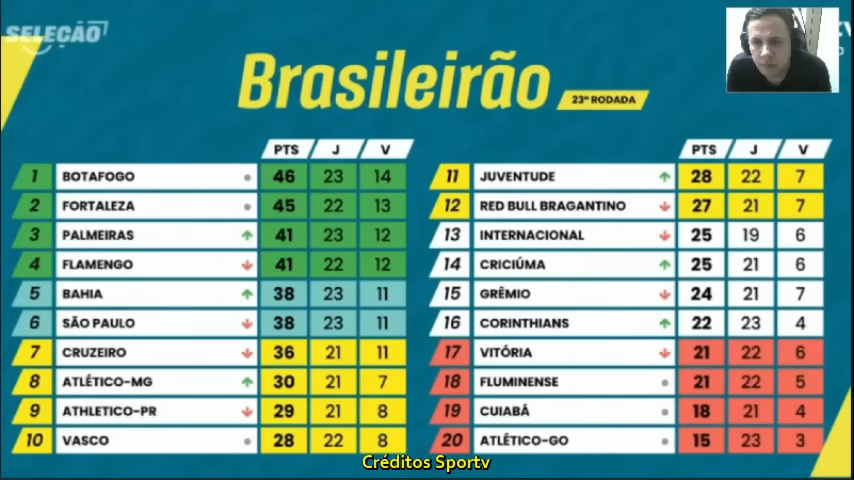 SELEÇÃO
Brasileirão
23ª RODADA
PTS J V
1 BOTAFOGO 46 23 14
2 FORTALEZA 45 22 13
3 PALMEIRAS 41 23 12
4 FLAMENGO 41 22 12
5 BAHIA 38 23 11
6 SÃO PAULO 38 23 11
7 CRUZEIRO 36 21 11
8 ATLÉTICO-MG 30 21 7
9 ATHLETICO-PR 29 21 8
10 VASCO 28 22 8
PTS J V
11 JUVENTUDE 28 22 7
12 RED BULL BRAGANTINO 27 21 7
13 INTERNACIONAL 25 19 6
14 CRICIÚMA 25 21 6
15 GRÊMIO 24 21 7
16 CORINTHIANS 22 23 4
17 VITÓRIA 21 22 6
18 FLUMINENSE 21 22 5
19 CUIABÁ 18 21 4
20 ATLÉTICO-GO 15 23 3
Créditos Sportv